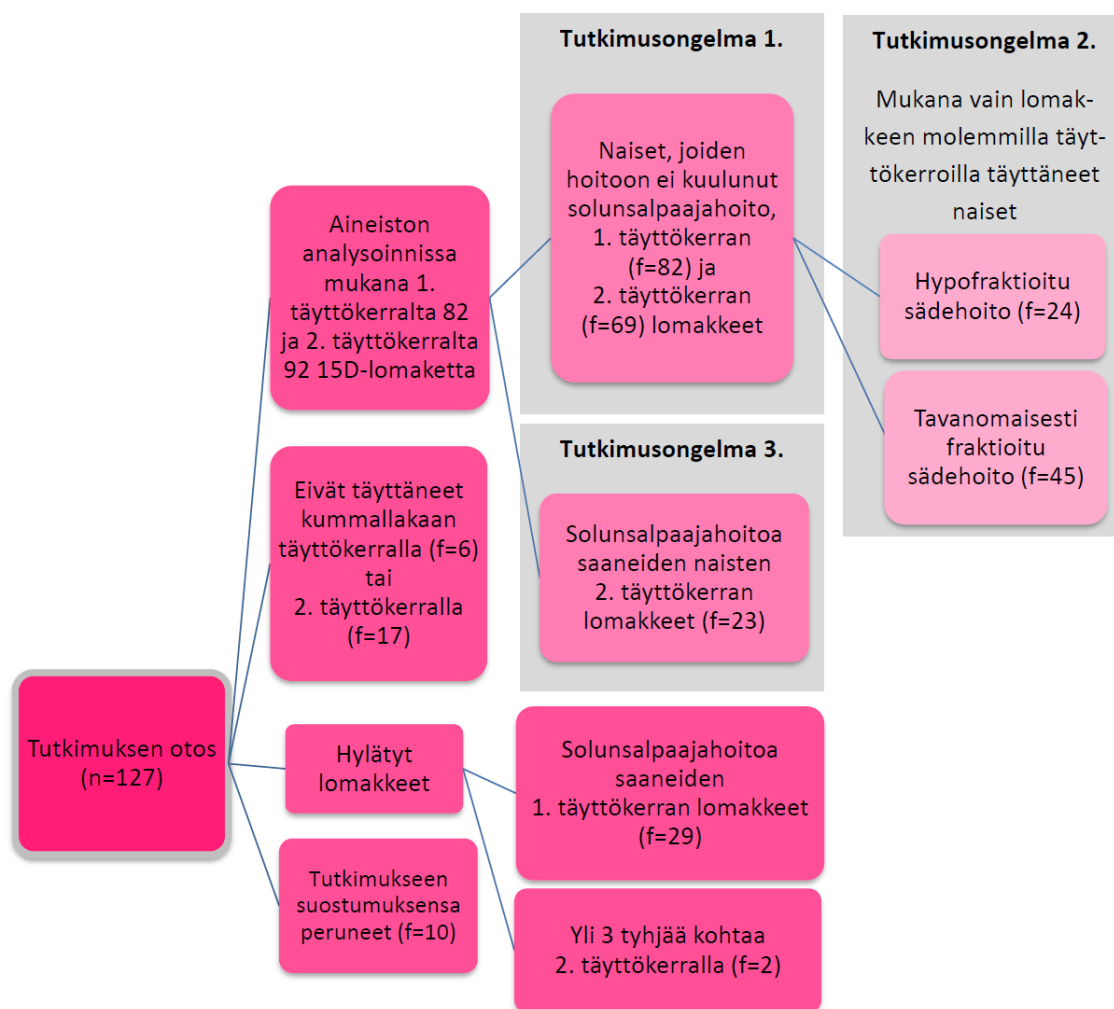 Tutkimuksen otos
(n=127)
Aineiston
analysoinnissa
mukana 1.
täyttökerralta 82
ja 2. täyttökerralta
92 15D-lomaketta
Eivät täyttäneet
kummallakaan
täyttökerralla (f=6)
tai
2. täyttökerralla
(f=17)
Hylätyt
lomakkeet
Tutkimukseen
suostumuksensa
peruneet (f=10)
Tutkimusongelma 1.
Naiset, joiden
hoitoon ei kuulunut
solunsalpaajahoito,
1. täyttökerran
(f=82) ja
2. täyttökerran
(f=69) lomakkeet
Tutkimusongelma 3.
Solunsalpaajahoitoa
saaneiden naisten
2. täyttökerran
lomakkeet (f=23)
Solunsalpaajahoitoa
saaneiden
1. täyttökerran lomakkeet
(f=29)
Yli 3 tyhjää kohtaa
2. täyttökerralla (f=2)
Tutkimusongelma 2.
Mukana vain lomak-
keen molemmilla täyt-
tökerroilla täyttäneet
naiset
Hypofraktioitu
sädehoito (f=24)
Tavanomaisesti
fraktioitu
sädehoito (f=45)